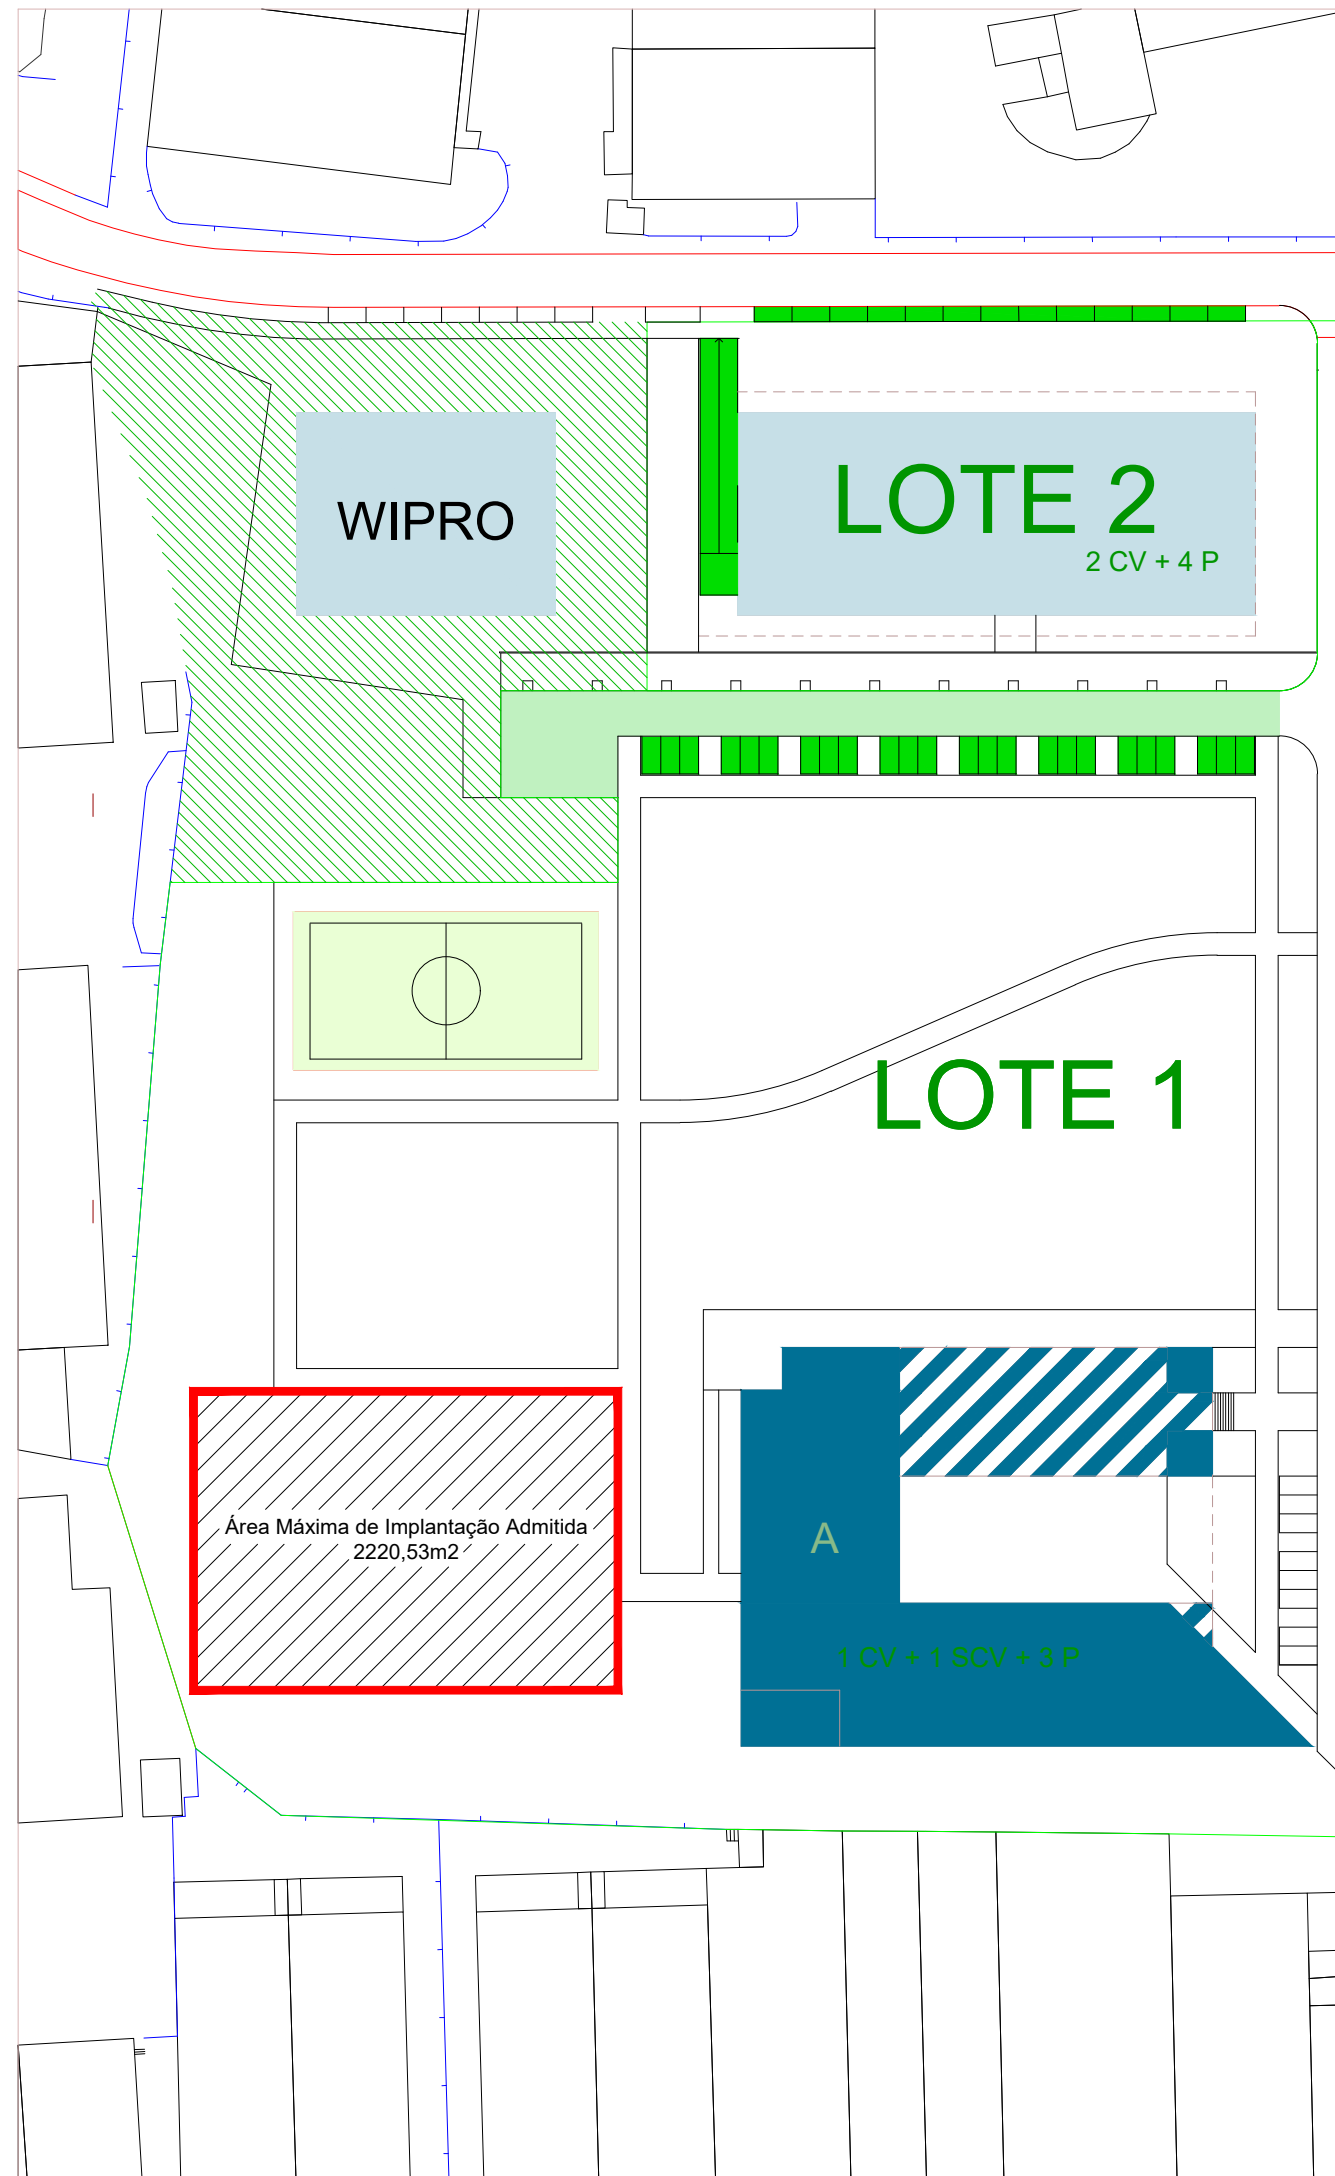 WIPRO
LOTE 2
2 CV + 4 P
LOTE 1
Área Máxima de Implantação Admitida
2220,53m2
A
1 CV + 1 SCV + 3 P